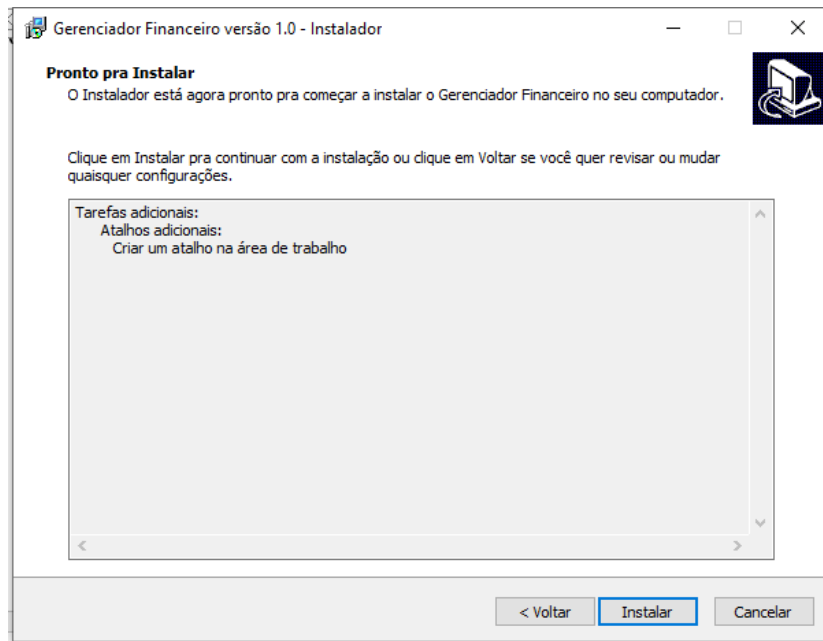 Gerenciador Financeiro versão 1.0 - Instalador
Pronto pra Instalar
O Instalador está agora pronto pra começar a instalar o Gerenciador Financeiro no seu computador.
Clique em Instalar pra continuar com a instalação ou clique em Voltar se você quer revisar ou mudar
quaisquer configurações.
Tarefas adicionais:
Atalhos adicionais:
Criar um atalho na área de trabalho
< Voltar
Instalar
Cancelar